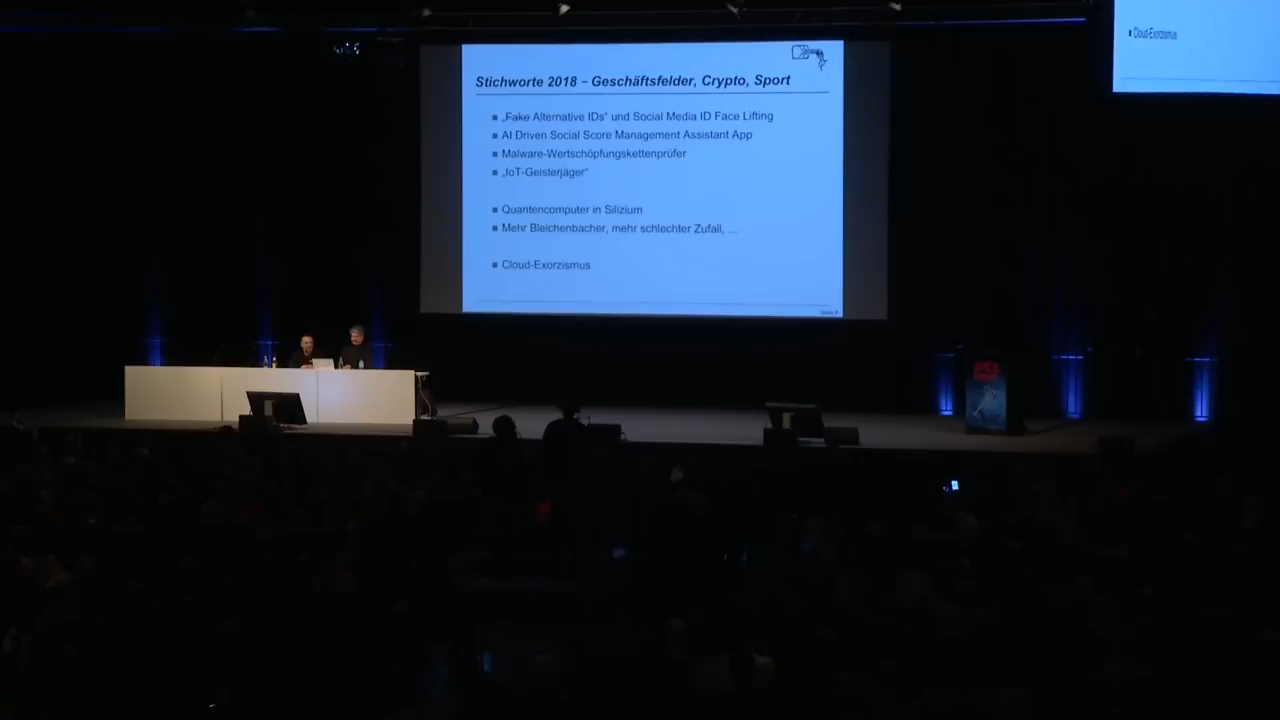 Stichworte 2018 – Geschäftsfelder, Crypto, Sport
„Fake Alternative IDs“ und Social Media ID Face Lifting
AI Driven Social Score Management Assistant App
Malware-Wertschöpfungskettenprüfer
„IoT-Geisterjäger“
Quantencomputer in Silizium
Mehr Bleichenbacher, mehr schlechter Zufall, ...
Cloud-Exorzismus
Cloud-Exorzismus